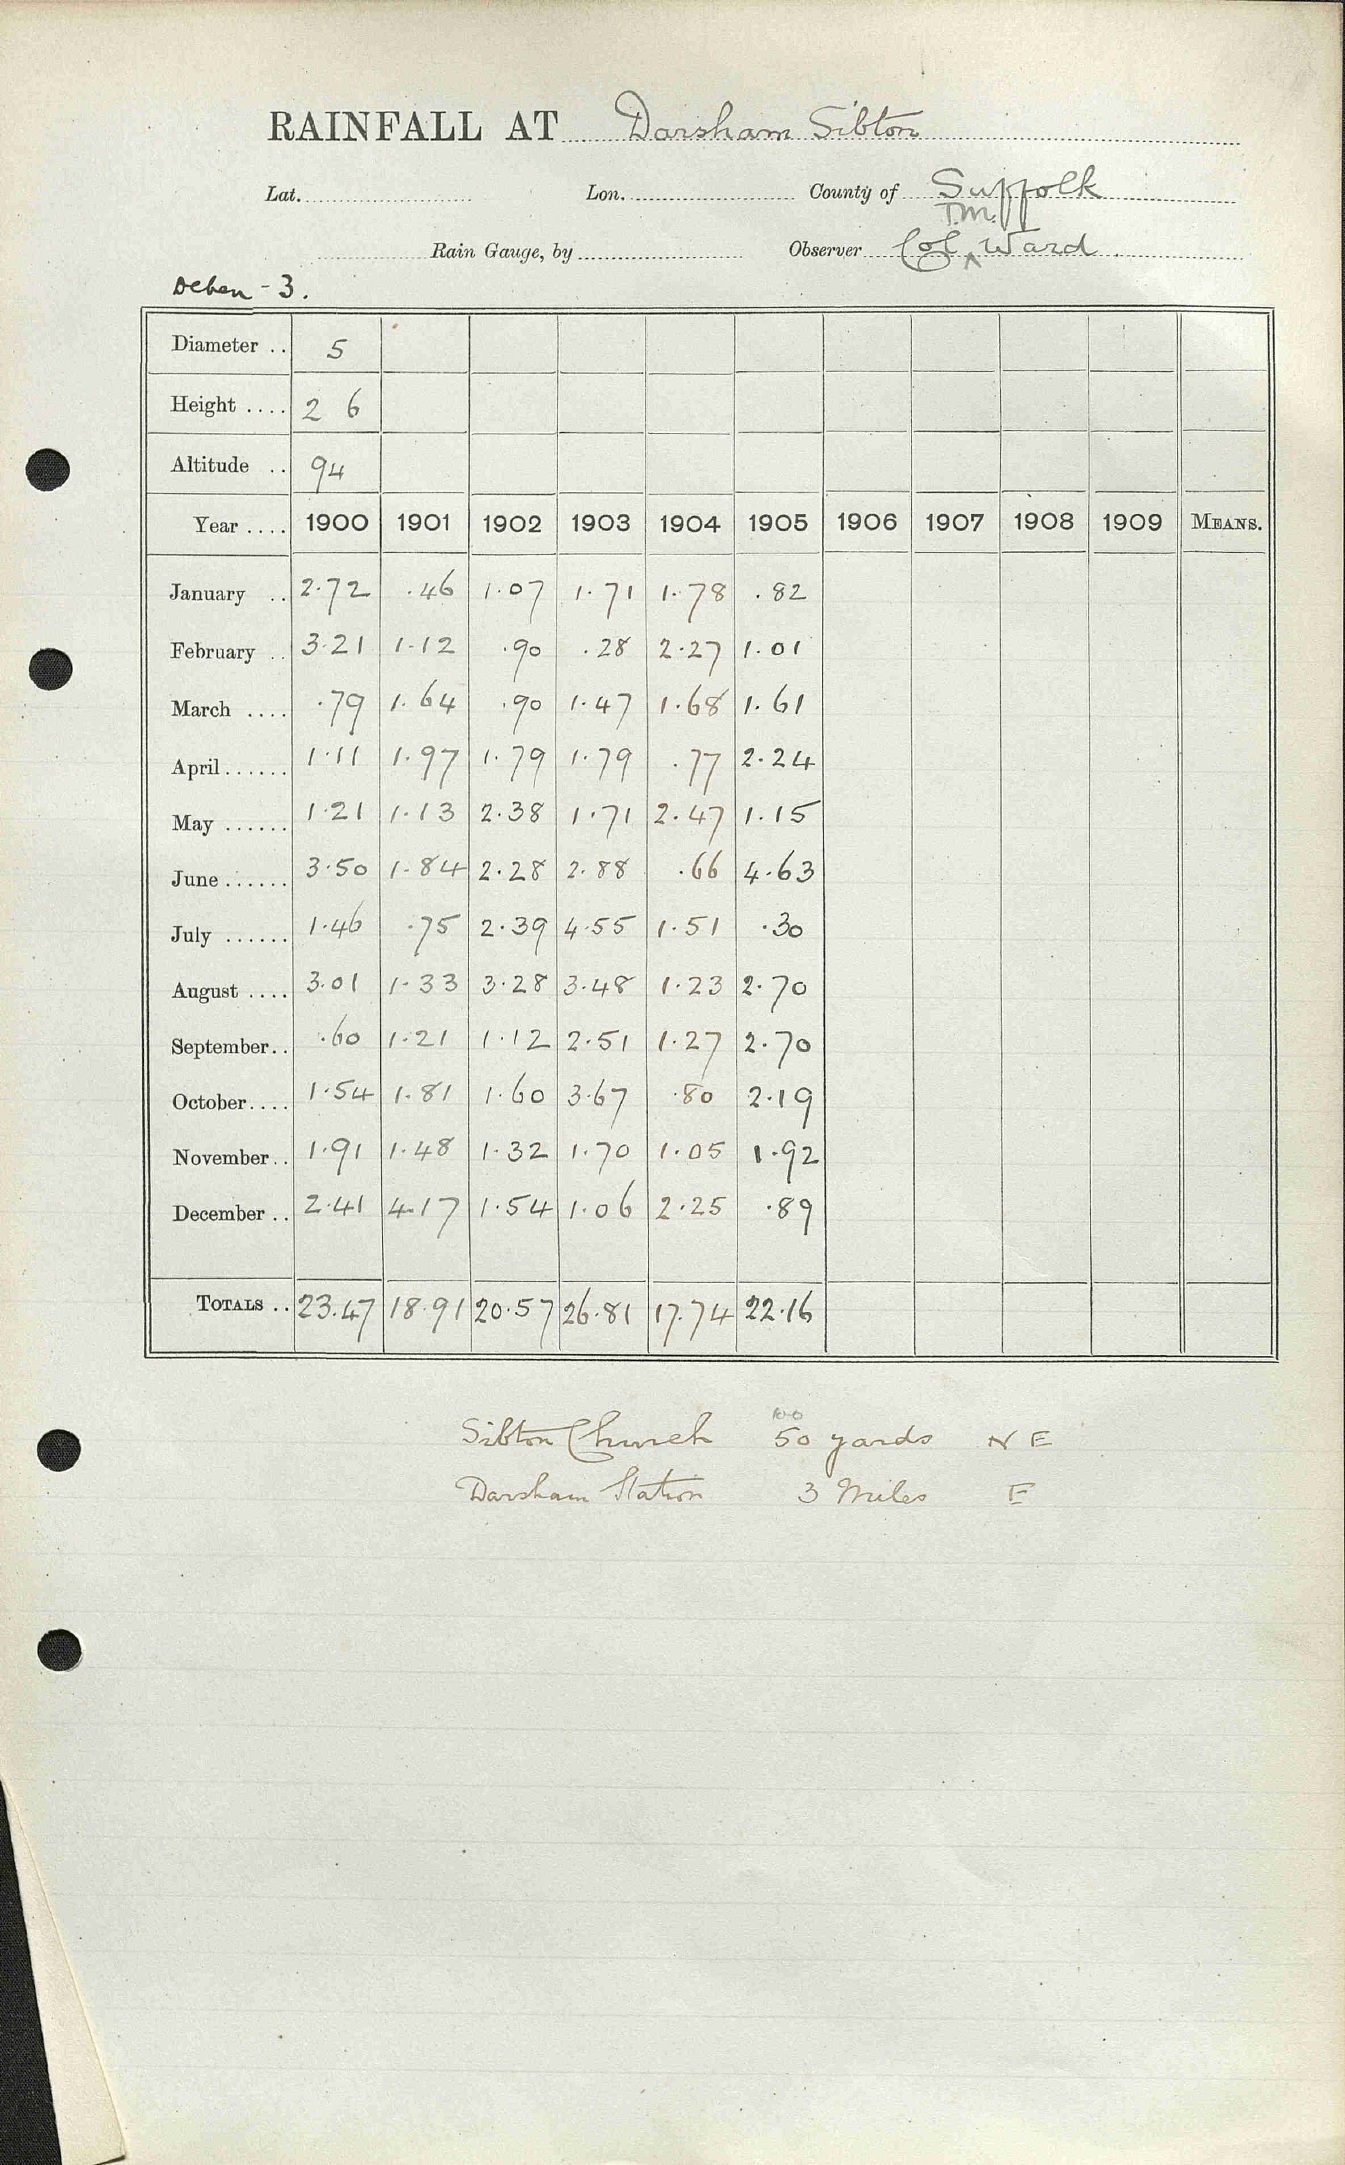 RAINFALL AT Darsham Sibton
Lat. Lon. County of Suffolk
T.M.
Rain Gauge, by Observer Col ^ Ward
Deben - 3.
Diameter .. 5
Height .... 2 6
Altitude .. 94
Year .... 1900 1901 1902 1903 1904 1905 1906 1907 1908 1909 MEANS.
January .. 2.72 .46 1.07 1.71 1.78 .82
February .. 3.21 1.12 .90 .28 2.27 1.01
March .... .79 1.64 .90 1.47 1.68 1.61
April...... 1.11 1.97 1.79 1.79 .77 2.24
May ...... 1.21 1.13 2.38 1.71 2.47 1.15
June ...... 3.50 1.84 2.28 2.88 .66 4.63
July ...... 1.46 .75 2.39 4.55 1.51 .30
August .... 3.01 1.33 3.28 3.48 1.23 2.70
September.. .60 1.21 1.12 2.51 1.27 2.70
October.... 1.54 1.81 1.60 3.67 .80 2.19
November.. 1.91 1.48 1.32 1.70 1.05 1.92
December .. 2.41 4.17 1.54 1.06 2.25 .89
TOTALS .. 23.47 18.91 20.57 26.81 17.74 22.16
100
Sibton Church 50 yards N E
Darsham Station 3 Miles E